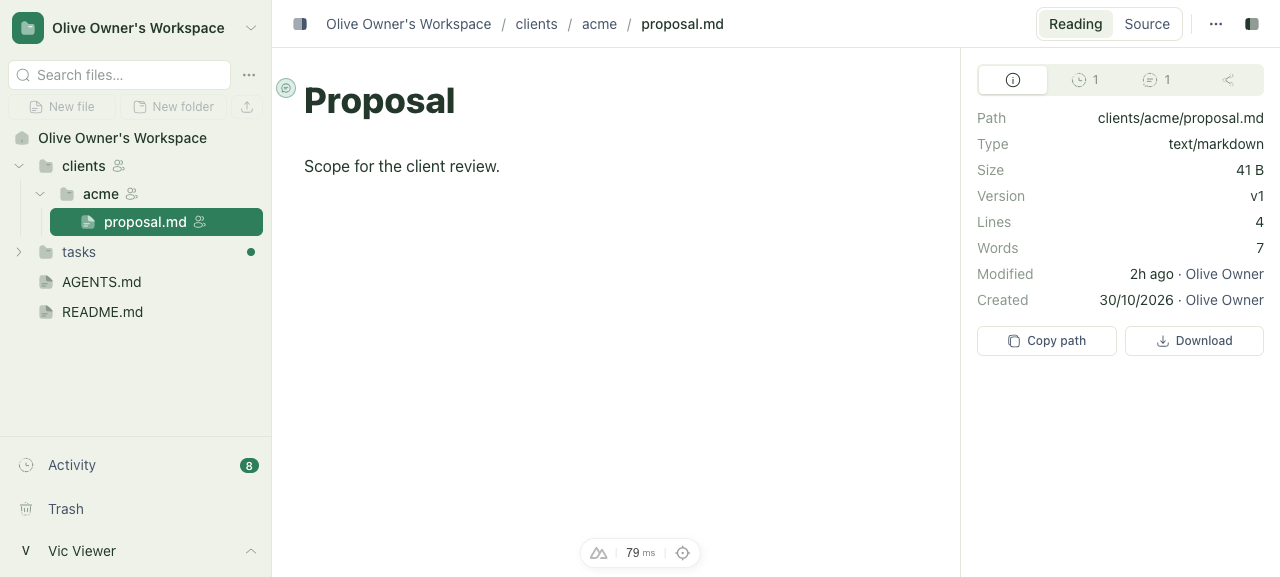 Olive Owner's Workspace
Search files...
New file
New folder
Olive Owner's Workspace
clients
acme
proposal.md
tasks
AGENTS.md
README.md
Activity
8
Trash
V
Vic Viewer
Olive Owner's Workspace / clients / acme / proposal.md
Reading
Source
Proposal
Scope for the client review.
79 ms
1
1
Path clients/acme/proposal.md
Type text/markdown
Size 41 B
Version v1
Lines 4
Words 7
Modified 2h ago · Olive Owner
Created 30/10/2026 · Olive Owner
Copy path
Download